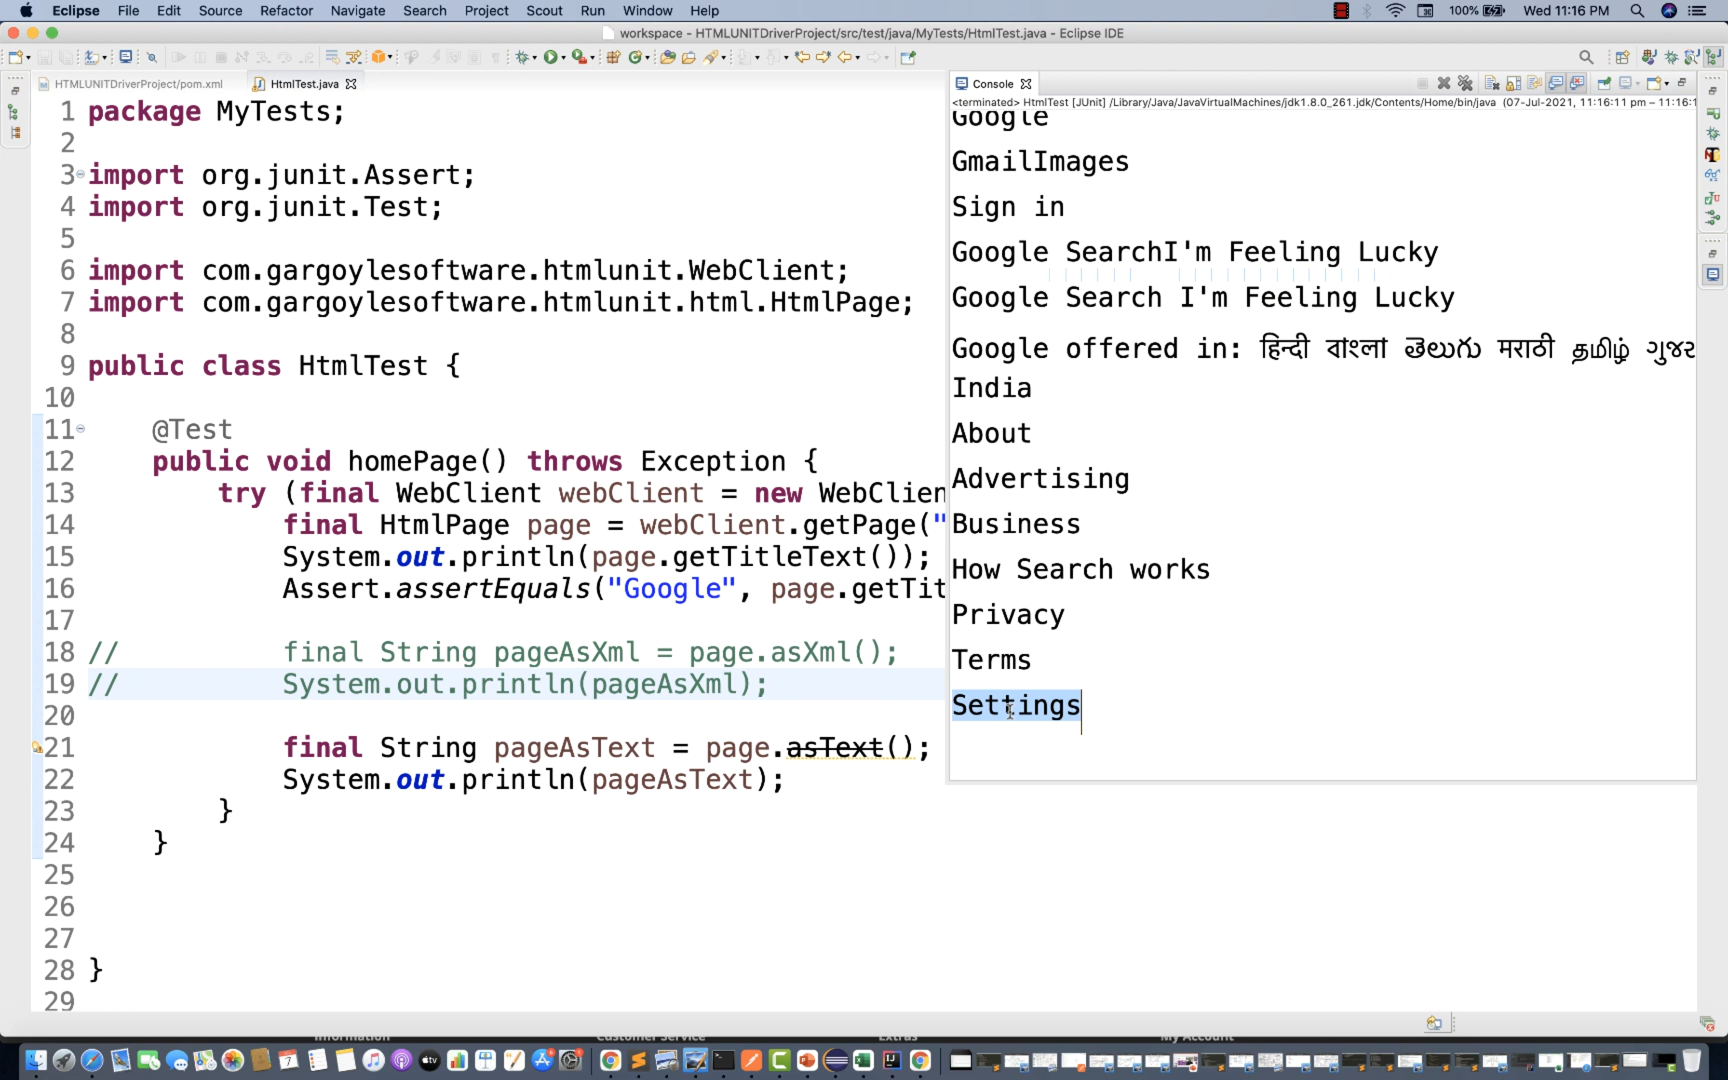 Eclipse File Edit Source Refactor Navigate Search Project Scout Run Window Help 100% Wed 11:16 PM
workspace - HTMLUNITDriverProject/src/test/java/MyTests/HtmlTest.java - Eclipse IDE
HTMLUNITDriverProject/pom.xml HtmlTest.java
1 package MyTests;
2
3 import org.junit.Assert;
4 import org.junit.Test;
5
6 import com.gargoylesoftware.htmlunit.WebClient;
7 import com.gargoylesoftware.htmlunit.html.HtmlPage;
8
9 public class HtmlTest {
10
11 @Test
12 public void homePage() throws Exception {
13 try (final WebClient webClient = new WebClien
14 final HtmlPage page = webClient.getPage("
15 System.out.println(page.getTitleText());
16 Assert.assertEquals("Google", page.getTit
17
18 // final String pageAsXml = page.asXml();
19 // System.out.println(pageAsXml);
20
21 final String pageAsText = page.asText();
22 System.out.println(pageAsText);
23 }
24 }
25
26
27
28 }
29
Console
<terminated> HtmlTest [JUnit] /Library/Java/JavaVirtualMachines/jdk1.8.0_261.jdk/Contents/Home/bin/java (07-Jul-2021, 11:16:11 pm – 11:16:1
Google
GmailImages
Sign in
Google SearchI'm Feeling Lucky
Google Search I'm Feeling Lucky
Google offered in: हिन्दी বাংলা తెలుగు मराठी தமிழ் ગુજર
India
About
Advertising
Business
How Search works
Privacy
Terms
Settings
Information Customer Service Extras My Account